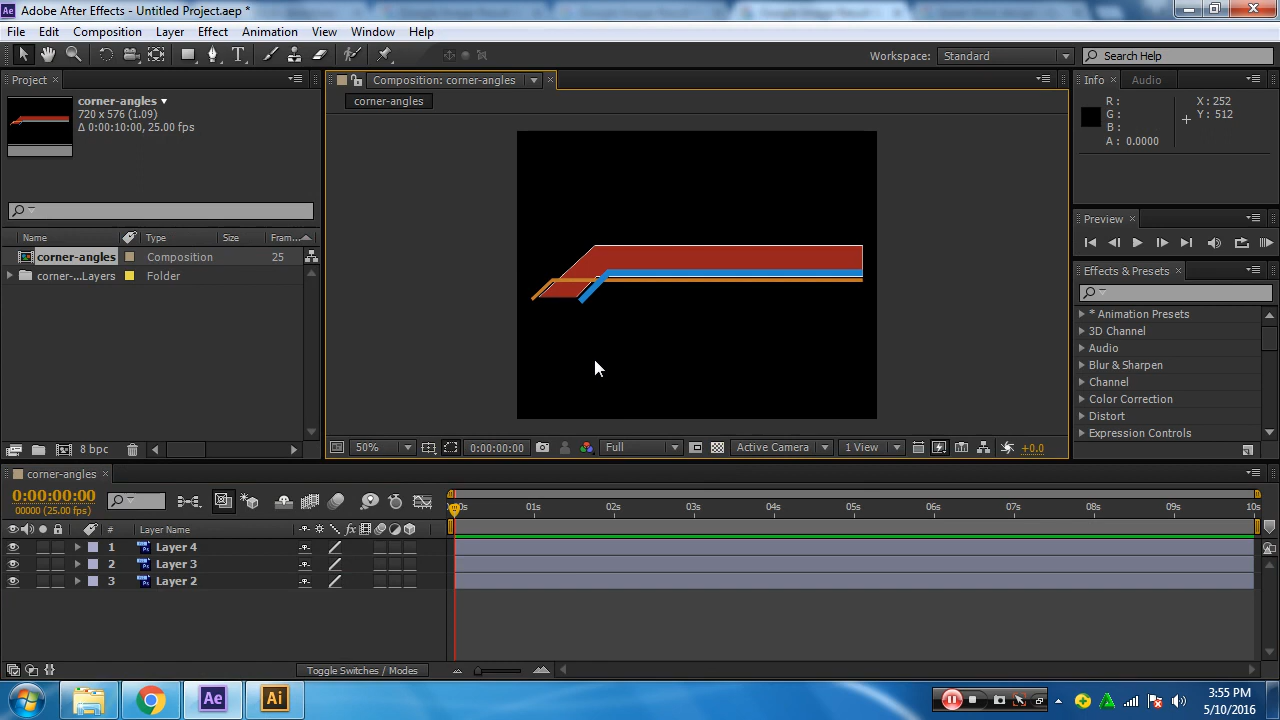 Adobe After Effects - Untitled Project.aep *
File Edit Composition Layer Effect Animation View Window Help
Workspace: Standard
Search Help
Project
Composition: corner-angles
Info Audio
corner-angles
720 x 576 (1.09)
Δ 0:00:10:00, 25.00 fps
corner-angles
R :
G :
B :
A : 0.0000
X : 252
Y : 512
Name Type Size Fram...
corner-angles Composition 25
corner-...Layers Folder
Preview
Effects & Presets
* Animation Presets
3D Channel
Audio
Blur & Sharpen
Channel
Color Correction
Distort
Expression Controls
8 bpc
50% 0:00:00:00 Full Active Camera 1 View +0.0
corner-angles
0:00:00:00
00000 (25.00 fps)
00s 01s 02s 03s 04s 05s 06s 07s 08s 09s 10s
# Layer Name
1 Layer 4
2 Layer 3
3 Layer 2
Toggle Switches / Modes
Ae Ai
3:55 PM
5/10/2016